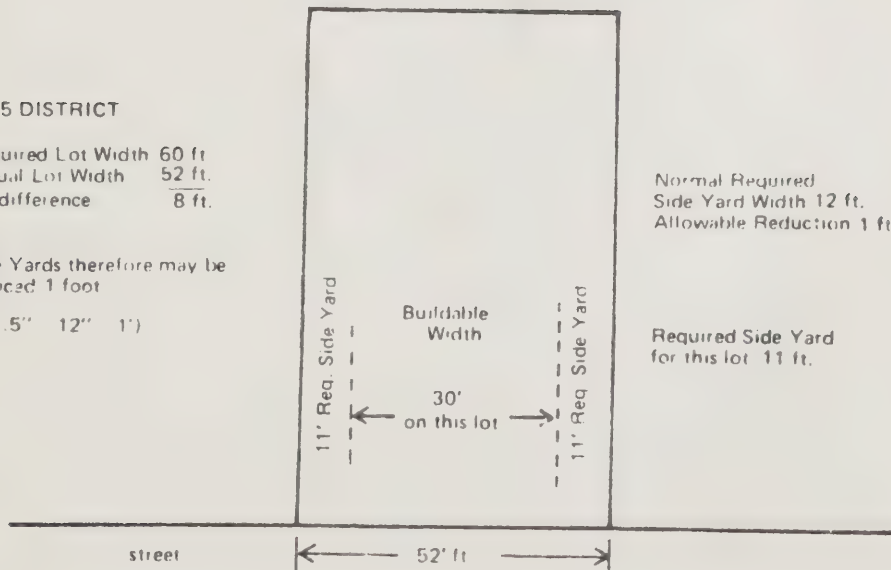 5 DISTRICT
uired Lot Width 60 ft
ual Lot Width 52 ft.
difference 8 ft.
Yards therefore may be
uced 1 foot
.5" 12" 1')
11' Req. Side Yard
Buildable
Width
30'
on this lot
11' Req Side Yard
Normal Required
Side Yard Width 12 ft.
Allowable Reduction 1 ft
Required Side Yard
for this lot 11 ft.
street
52' ft